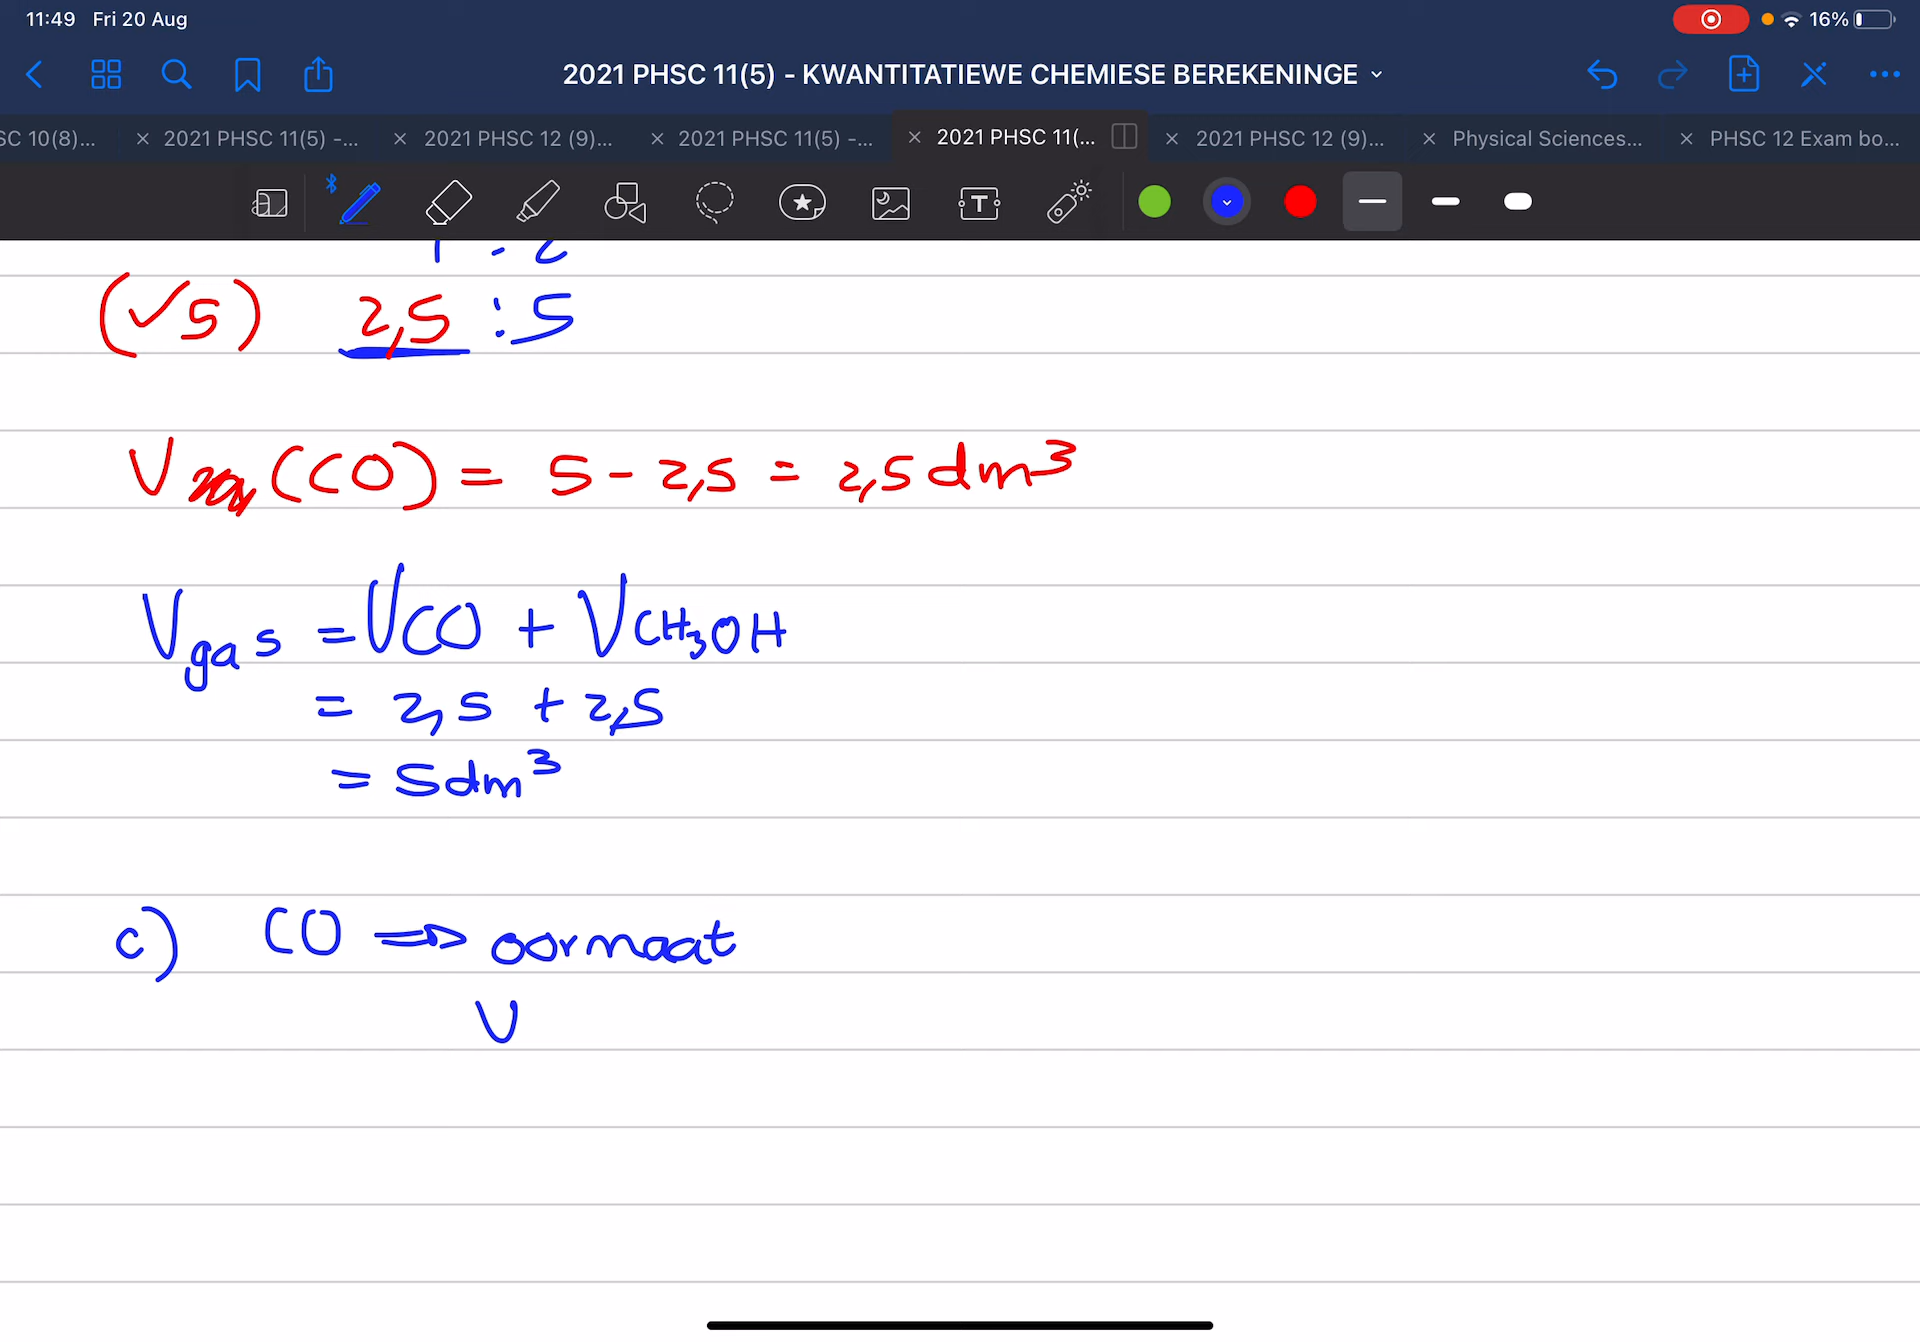 11:49 Fri 20 Aug 16%
2021 PHSC 11(5) - KWANTITATIEWE CHEMIESE BEREKENINGE
SC 10(8)... × 2021 PHSC 11(5) -... × 2021 PHSC 12 (9)... × 2021 PHSC 11(5) -... × 2021 PHSC 11(... × 2021 PHSC 12 (9)... × Physical Sciences... × PHSC 12 Exam bo...
1 : 2
(✓5) 2,5 : 5
V (CO) = 5 - 2,5 = 2,5 dm³
Vgas = VCO + VCH₃OH
= 2,5 + 2,5
= 5dm³
c) CO ⇒ oormaat
V